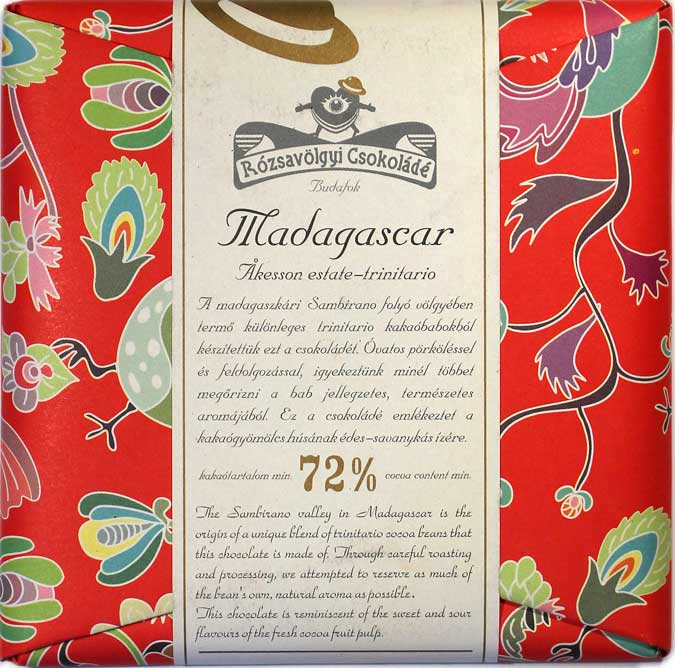 Rózsavölgyi Csokoládé
Budafok
Madagascar
Åkesson estate–trinitario
A madagaszkári Sambirano folyó völgyében
termő különleges trinitario kakaóbabokból
készítettük ezt a csokoládét. Óvatos pörköléssel
és feldolgozással, igyekeztünk minél többet
megőrizni a bab jellegzetes, természetes
aromájából. Ez a csokoládé emlékeztet a
kakaógyümölcs húsának édes-savanykás ízére.
kakaótartalom min. 72% cocoa content min.
The Sambirano valley in Madagascar is the
origin of a unique blend of trinitario cocoa beans that
this chocolate is made of. Through careful roasting
and processing, we attempted to reserve as much of
the bean's own, natural aroma as possible.
This chocolate is reminiscent of the sweet and sour
flavours of the fresh cocoa fruit pulp.